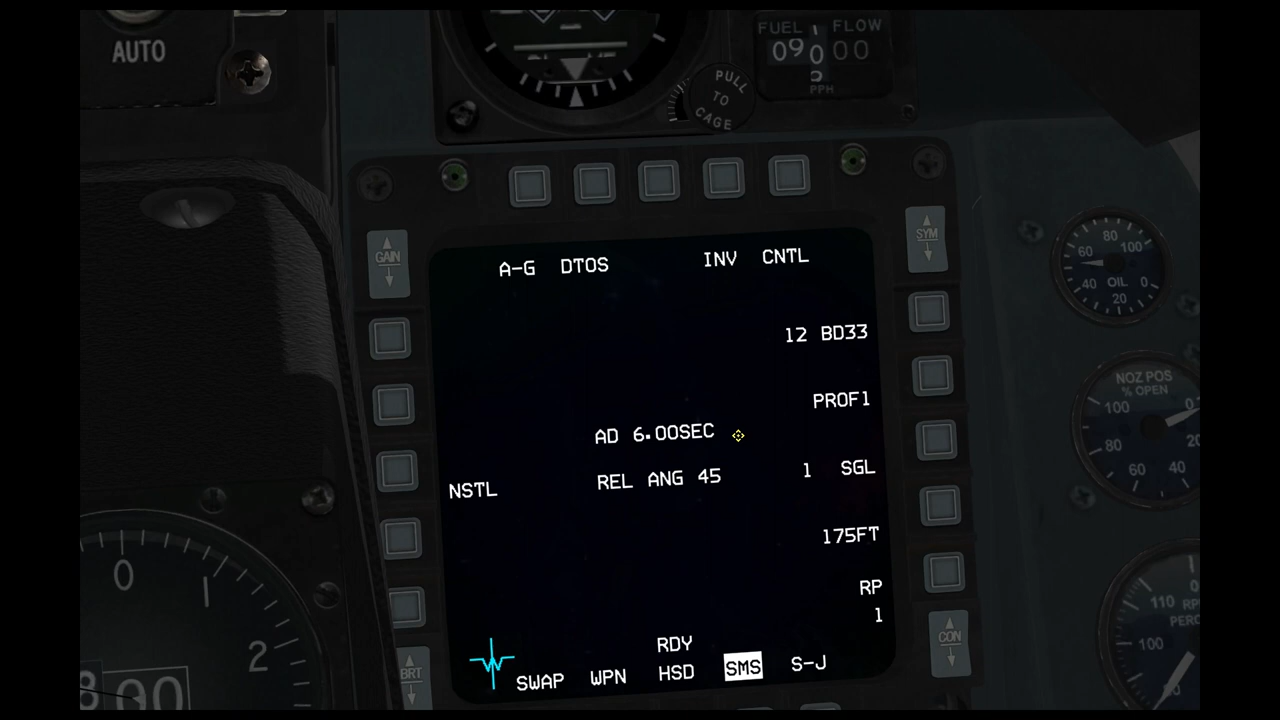 AUTO
FUEL FLOW
PPH
PULL
TO
CAGE
GAIN
SYM
A-G DTOS INV CNTL
12 BD33
PROF1
AD 6.00SEC
REL ANG 45
NSTL
1 SGL
175FT
RP
1
RDY
SWAP WPN HSD SMS S-J
BRT
CON
80
60 100
OIL
40 0
20
NOZ POS
% OPEN
100 0
80 20
60 40
0 1 2
110
100